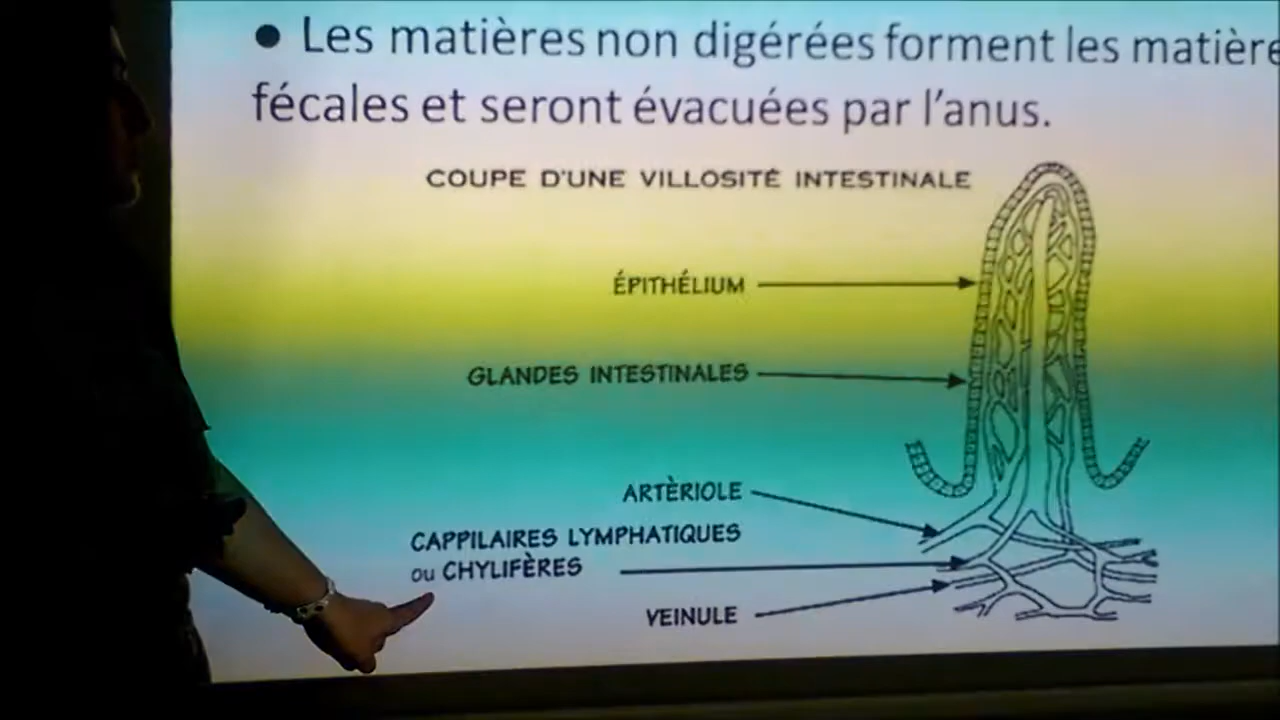 ● Les matières non digérées forment les matière
fécales et seront évacuées par l'anus.
COUPE D'UNE VILLOSITÉ INTESTINALE
ÉPITHÉLIUM
GLANDES INTESTINALES
ARTÈRIOLE
CAPPILAIRES LYMPHATIQUES
ou CHYLIFÈRES
VEINULE